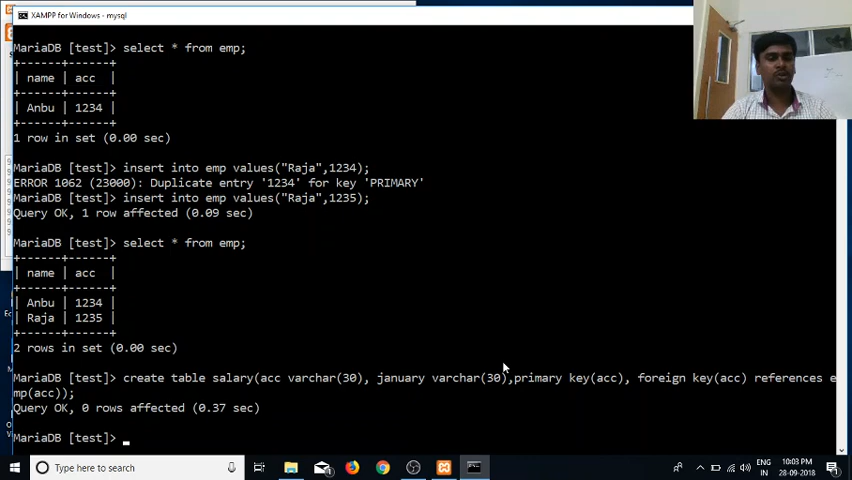 XAMPP for Windows - mysql
MariaDB [test]> select * from emp;
+------+------+
| name | acc  |
+------+------+
| Anbu | 1234 |
+------+------+
1 row in set (0.00 sec)
MariaDB [test]> insert into emp values("Raja",1234);
ERROR 1062 (23000): Duplicate entry '1234' for key 'PRIMARY'
MariaDB [test]> insert into emp values("Raja",1235);
Query OK, 1 row affected (0.09 sec)
MariaDB [test]> select * from emp;
+------+------+
| name | acc  |
+------+------+
| Anbu | 1234 |
| Raja | 1235 |
+------+------+
2 rows in set (0.00 sec)
MariaDB [test]> create table salary(acc varchar(30), january varchar(30),primary key(acc), foreign key(acc) references e
mp(acc));
Query OK, 0 rows affected (0.37 sec)
MariaDB [test]> _
Type here to search
ENG
IN
10:03 PM
28-09-2018